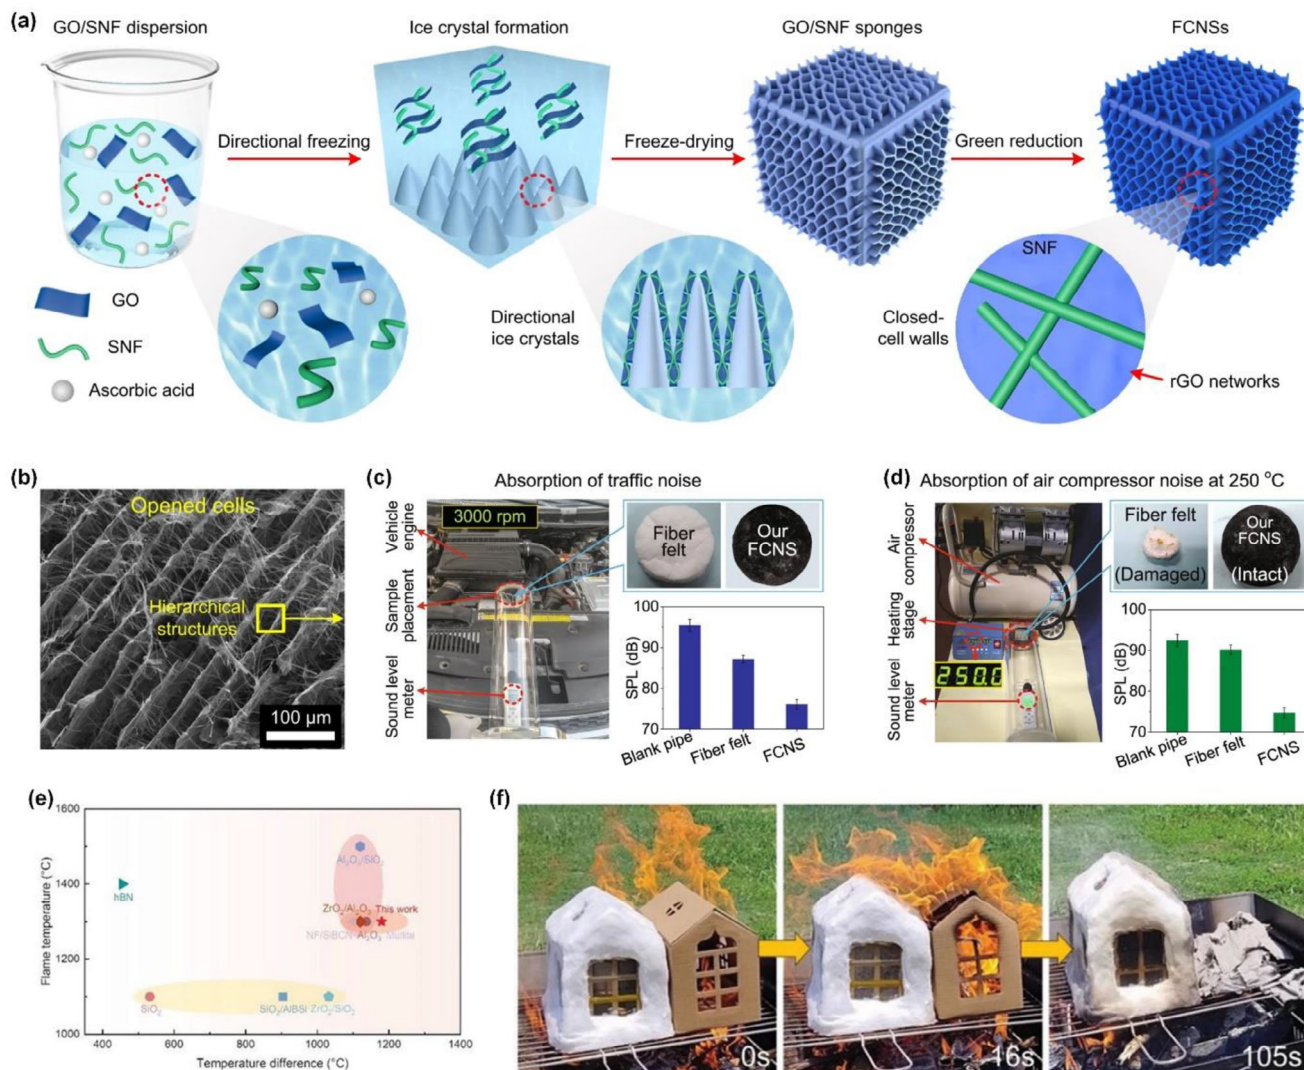 (a)
GO/SNF dispersion
Ice crystal formation
GO/SNF sponges
FCNSs
Directional freezing
Freeze-drying
Green reduction
GO
SNF
Ascorbic acid
Directional
ice crystals
SNF
Closed-
cell walls
rGO networks
(b)
Opened cells
Hierarchical
structures
100 μm
(c)
Absorption of traffic noise
Vehicle
engine
Sample
placement
Sound level
meter
3000 rpm
Fiber
felt
Our
FCNS
SPL (dB)
100
90
80
70
Blank pipe
Fiber felt
FCNS
(d)
Absorption of air compressor noise at 250 °C
Air
compressor
Heating
stage
Sound level
meter
250.0
Fiber felt
(Damaged)
Our
FCNS
(Intact)
SPL (dB)
100
90
80
70
Blank pipe
Fiber felt
FCNS
(e)
Flame temperature (°C)
1600
1500
1400
1300
1200
1100
1000
Al₂O₃/SiO₂
hBN
ZrO₂/Al₂O₃ This work
NF/SiBCN Al₂O₃ Mullite
SiO₂
SiO₂/AlBSi ZrO₂/SiO₂
400 600 800 1000 1200 1400
Temperature difference (°C)
(f)
0s
16s
105s